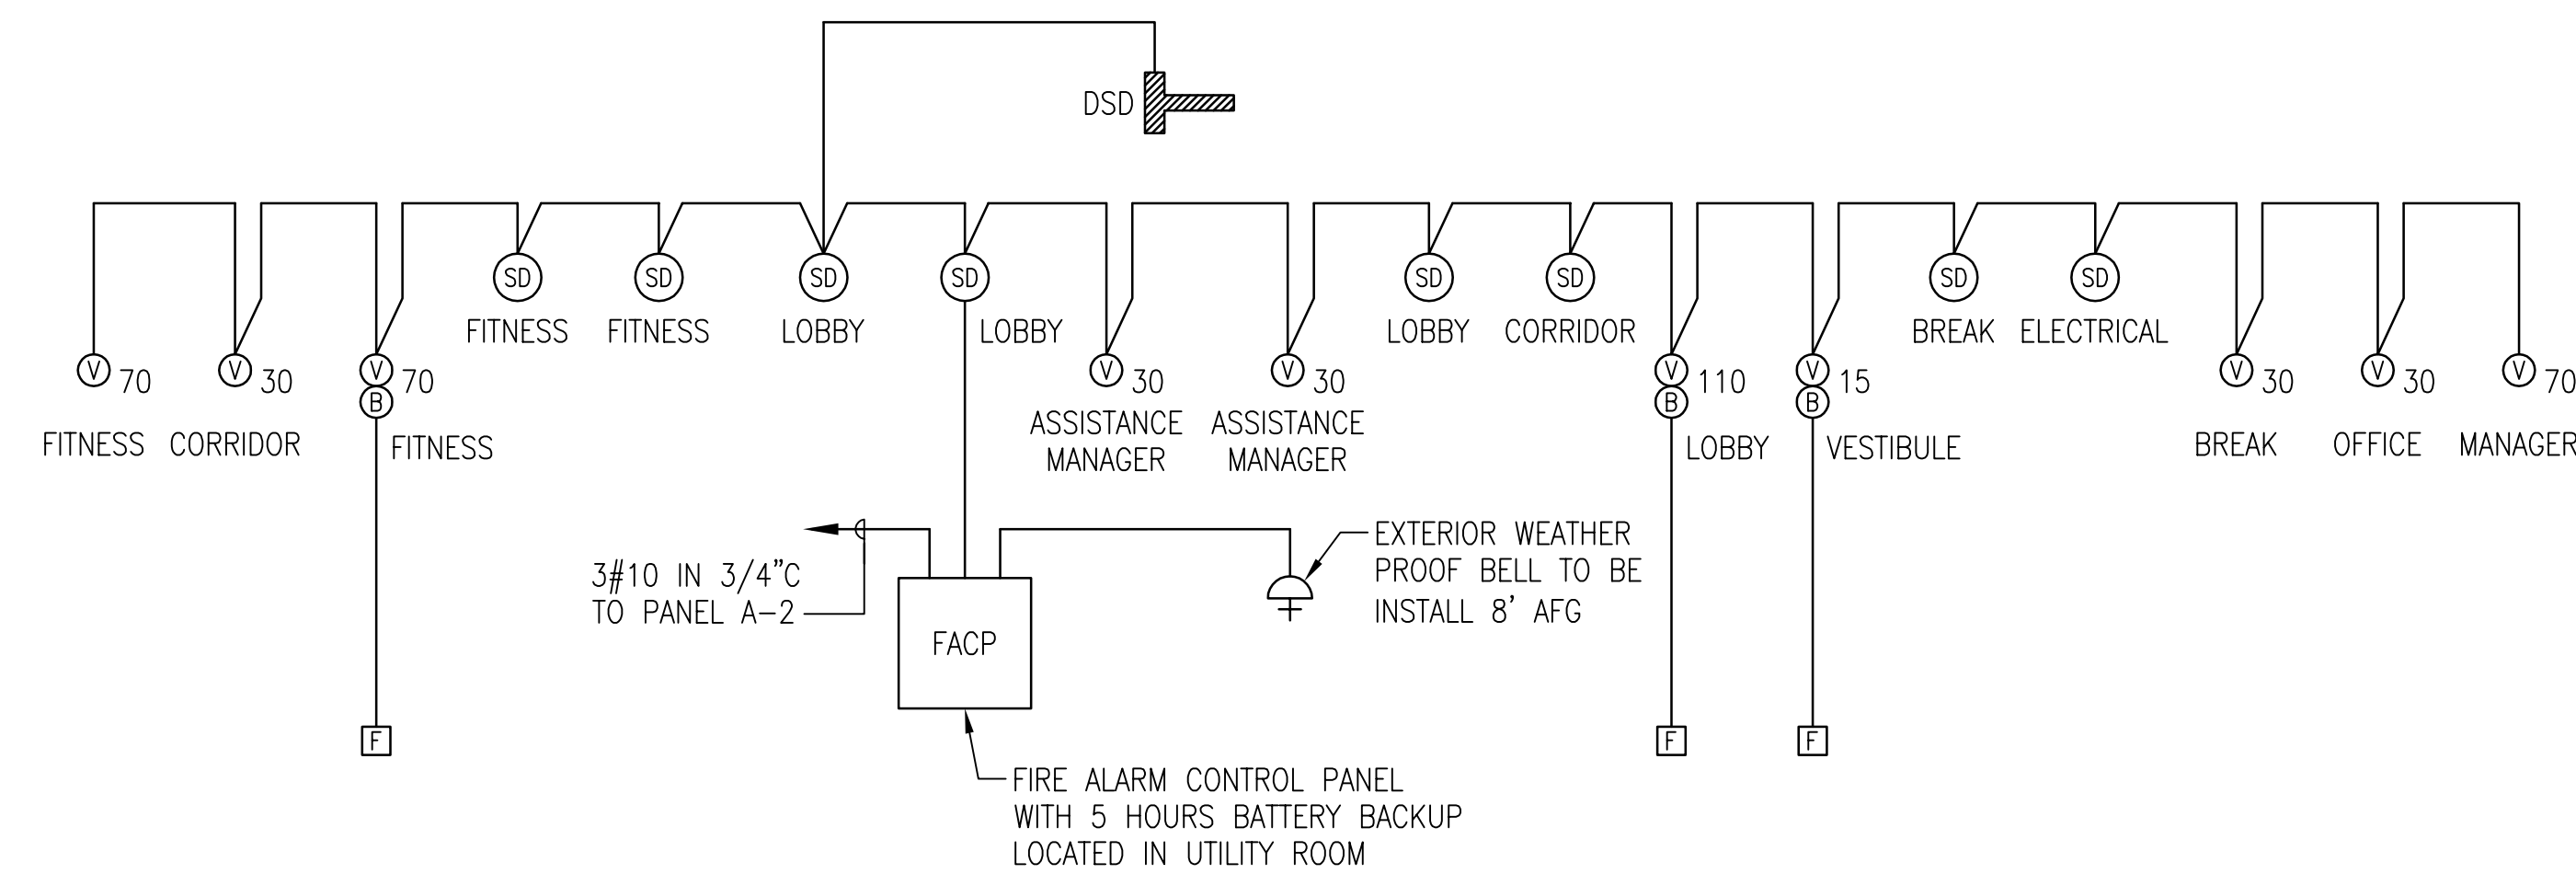 DSD
SD
SD
SD
SD
SD
SD
SD
SD
FITNESS
FITNESS
LOBBY
LOBBY
LOBBY
CORRIDOR
BREAK
ELECTRICAL
V 70
V 30
V 70
V 30
V 30
V 110
V 15
V 30
V 30
V 70
B
B
B
FITNESS
CORRIDOR
FITNESS
ASSISTANCE
MANAGER
ASSISTANCE
MANAGER
LOBBY
VESTIBULE
BREAK
OFFICE
MANAGER
3#10 IN 3/4"C
TO PANEL A-2
EXTERIOR WEATHER
PROOF BELL TO BE
INSTALL 8' AFG
FACP
F
F
F
FIRE ALARM CONTROL PANEL
WITH 5 HOURS BATTERY BACKUP
LOCATED IN UTILITY ROOM